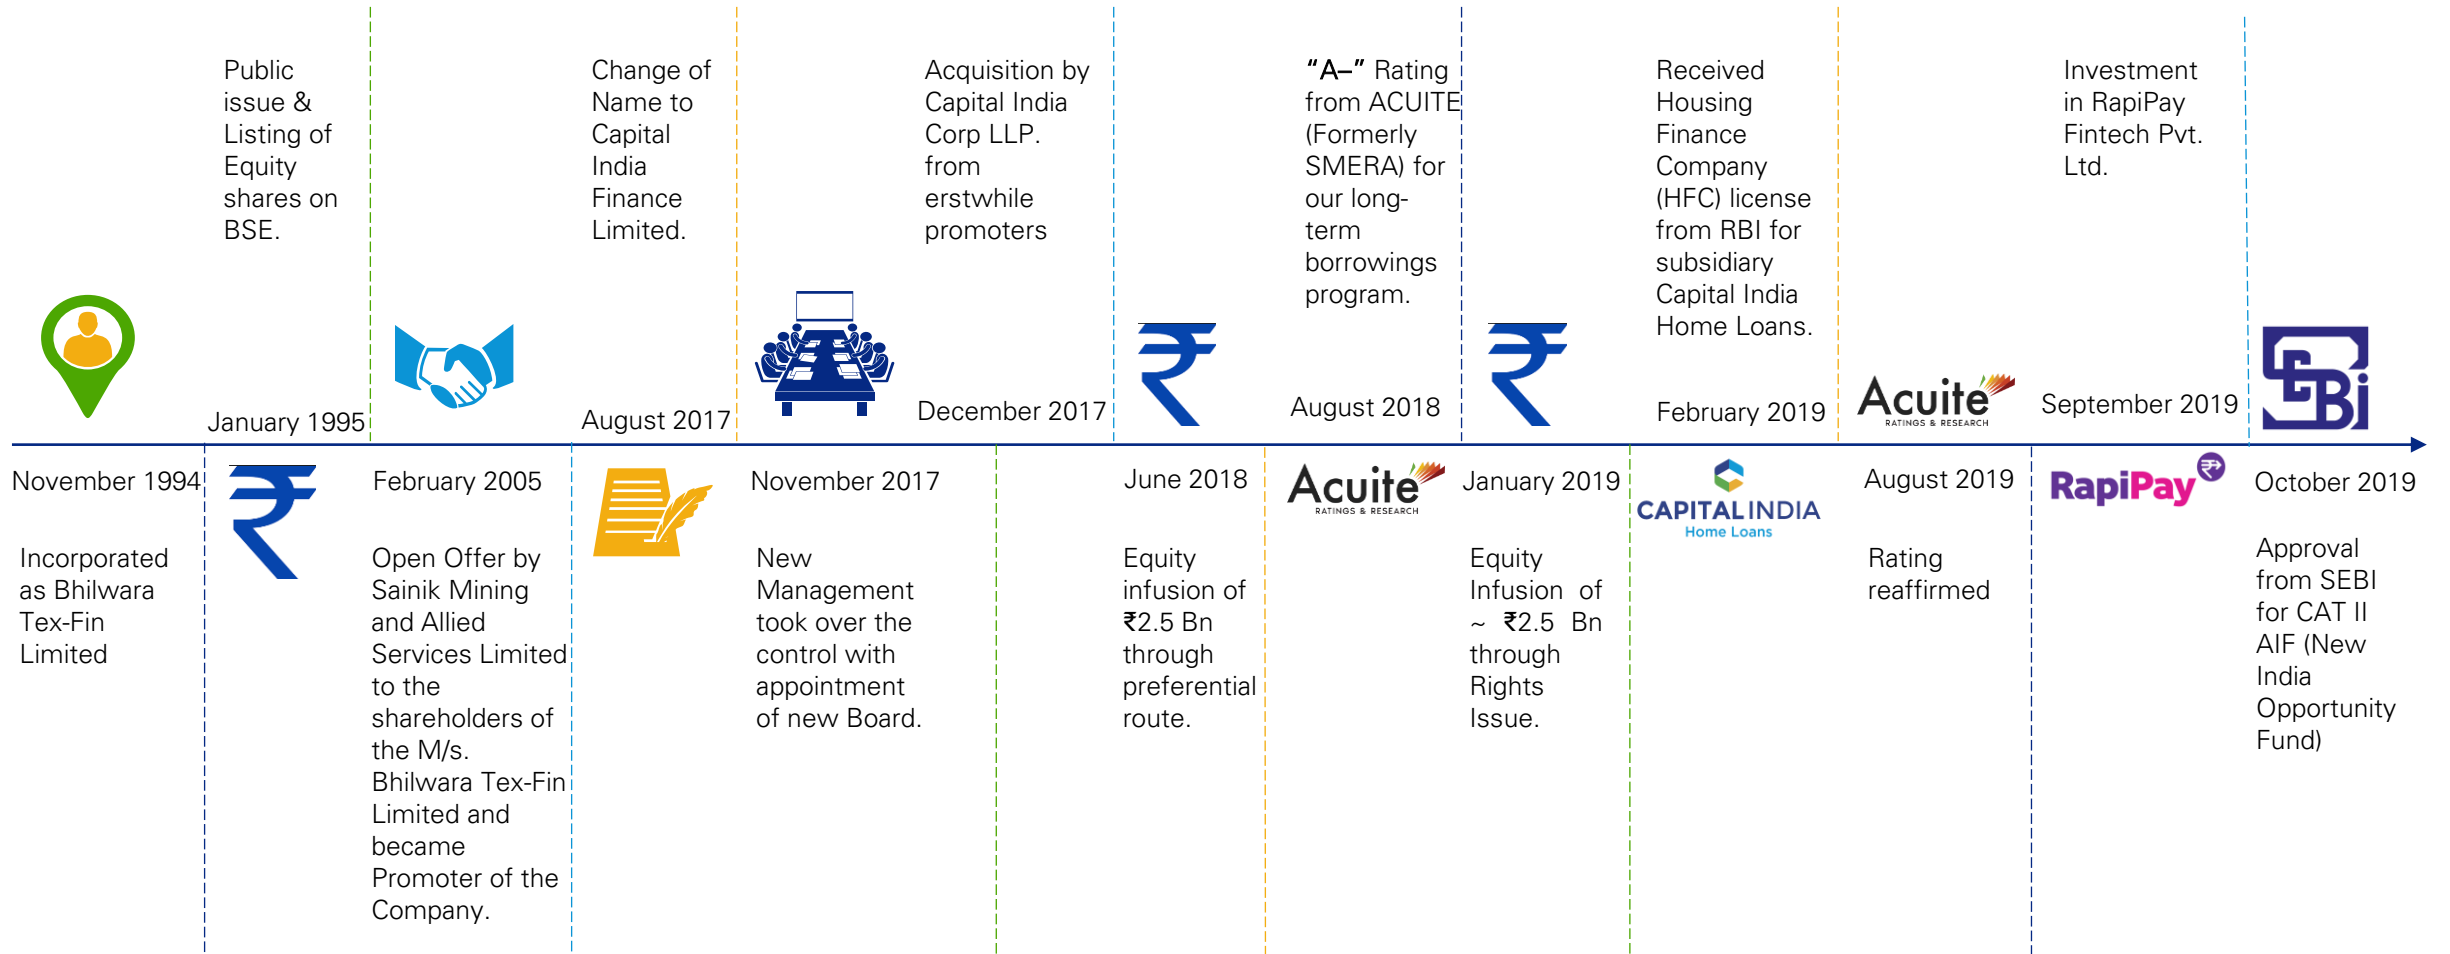 Public
issue &
Listing of
Equity
shares on
BSE.
January 1995
Change of
Name to
Capital
India
Finance
Limited.
August 2017
Acquisition by
Capital India
Corp LLP.
from
erstwhile
promoters
December 2017
“A–” Rating
from ACUITE
(Formerly
SMERA) for
our long-
term
borrowings
program.
August 2018
Received
Housing
Finance
Company
(HFC) license
from RBI for
subsidiary
Capital India
Home Loans.
February 2019
Acuite
RATINGS & RESEARCH
Investment
in RapiPay
Fintech Pvt.
Ltd.
September 2019
SEBi
November 1994
Incorporated
as Bhilwara
Tex-Fin
Limited
February 2005
Open Offer by
Sainik Mining
and Allied
Services Limited
to the
shareholders of
the M/s.
Bhilwara Tex-Fin
Limited and
became
Promoter of the
Company.
November 2017
New
Management
took over the
control with
appointment
of new Board.
June 2018
Equity
infusion of
₹2.5 Bn
through
preferential
route.
Acuite
RATINGS & RESEARCH
January 2019
Equity
Infusion of
~ ₹2.5 Bn
through
Rights
Issue.
CAPITAL INDIA
Home Loans
August 2019
Rating
reaffirmed
RapiPay
October 2019
Approval
from SEBI
for CAT II
AIF (New
India
Opportunity
Fund)